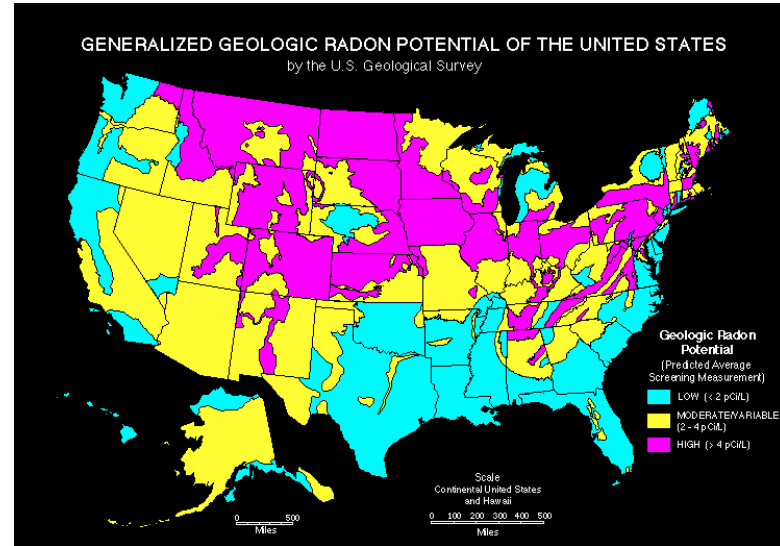 GENERALIZED GEOLOGIC RADON POTENTIAL OF THE UNITED STATES
by the U.S. Geological Survey
Geologic Radon
Potential
(Predicted Average
Screening Measurement)
LOW (< 2 pCi/L)
MODERATE/VARIABLE
(2 - 4 pCi/L)
HIGH (> 4 pCi/L)
Scale
Continental United States
and Hawaii
0 500
Miles
0 100 200 300 400 500
Miles